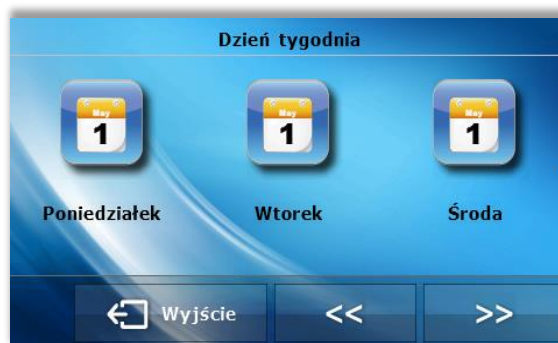 Dzień tygodnia
May May May
1 1 1
Poniedziałek Wtorek Środa
Wyjście << >>